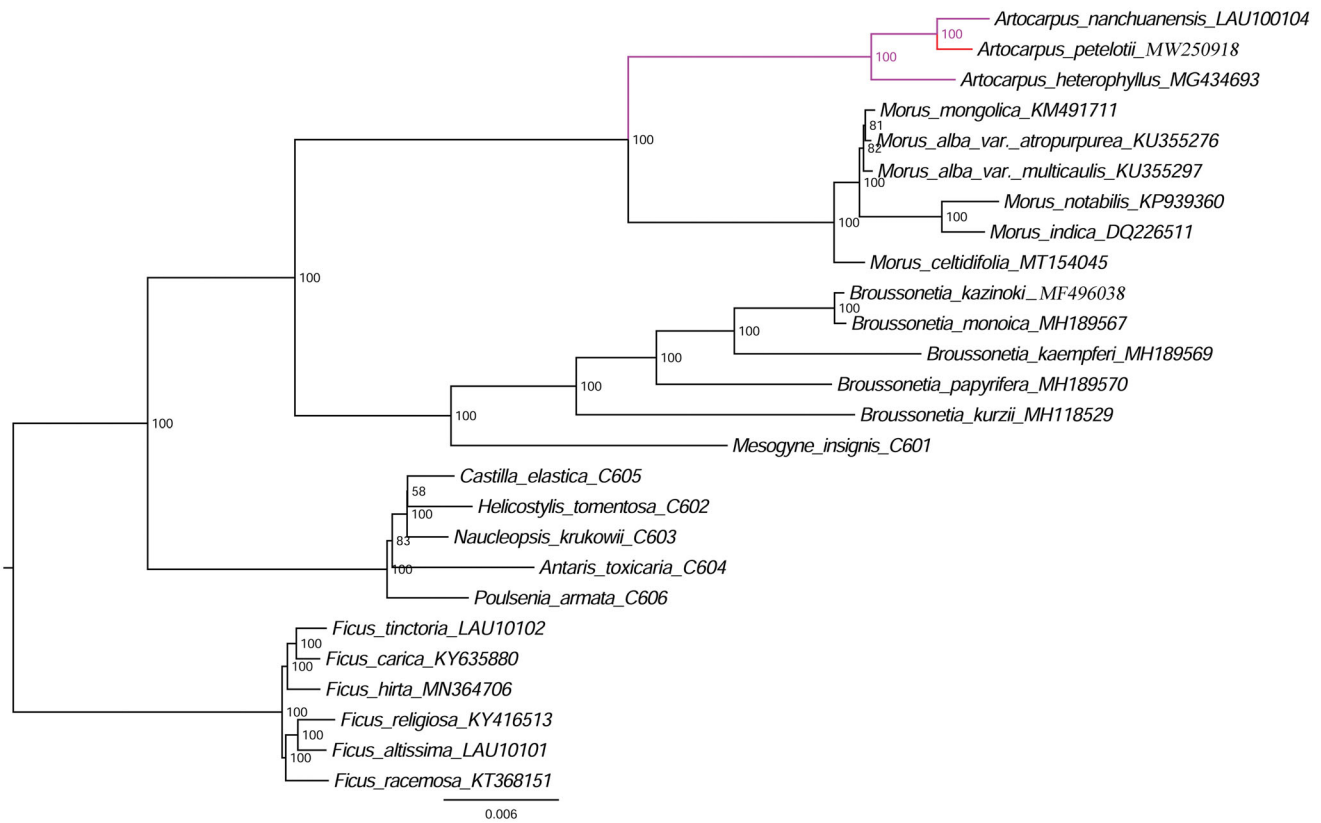 Artocarpus_nanchuanensis_LAU100104
100
Artocarpus_petelotii_MW250918
100
Artocarpus_heterophyllus_MG434693
Morus_mongolica_KM491711
81
100
Morus_alba_var._atropurpurea_KU355276
82
Morus_alba_var._multicaulis_KU355297
100
Morus_notabilis_KP939360
100
100
Morus_indica_DQ226511
Morus_celtidifolia_MT154045
100
Broussonetia_kazinoki_MF496038
100
Broussonetia_monoica_MH189567
100
Broussonetia_kaempferi_MH189569
100
Broussonetia_papyrifera_MH189570
100
Broussonetia_kurzii_MH118529
100
100
Mesogyne_insignis_C601
Castilla_elastica_C605
58
Helicostylis_tomentosa_C602
100
Naucleopsis_krukowii_C603
83
Antaris_toxicaria_C604
100
Poulsenia_armata_C606
Ficus_tinctoria_LAU10102
100
Ficus_carica_KY635880
100
Ficus_hirta_MN364706
100
Ficus_religiosa_KY416513
100
Ficus_altissima_LAU10101
100
Ficus_racemosa_KT368151
0.006